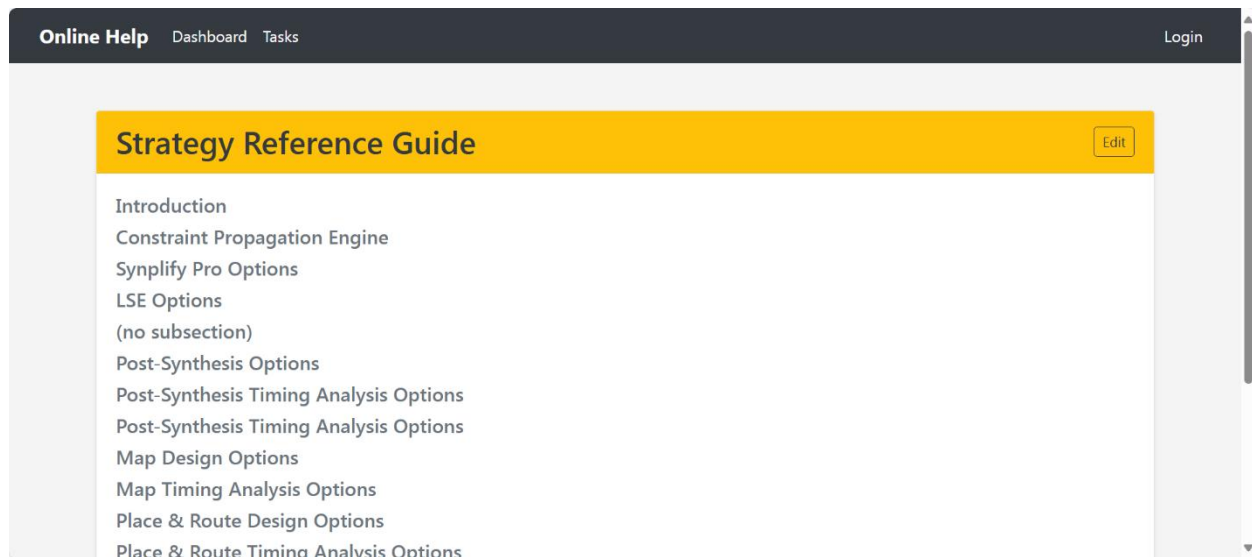 Online Help Dashboard Tasks Login
Strategy Reference Guide Edit
Introduction
Constraint Propagation Engine
Synplify Pro Options
LSE Options
(no subsection)
Post-Synthesis Options
Post-Synthesis Timing Analysis Options
Post-Synthesis Timing Analysis Options
Map Design Options
Map Timing Analysis Options
Place & Route Design Options
Place & Route Timing Analysis Options